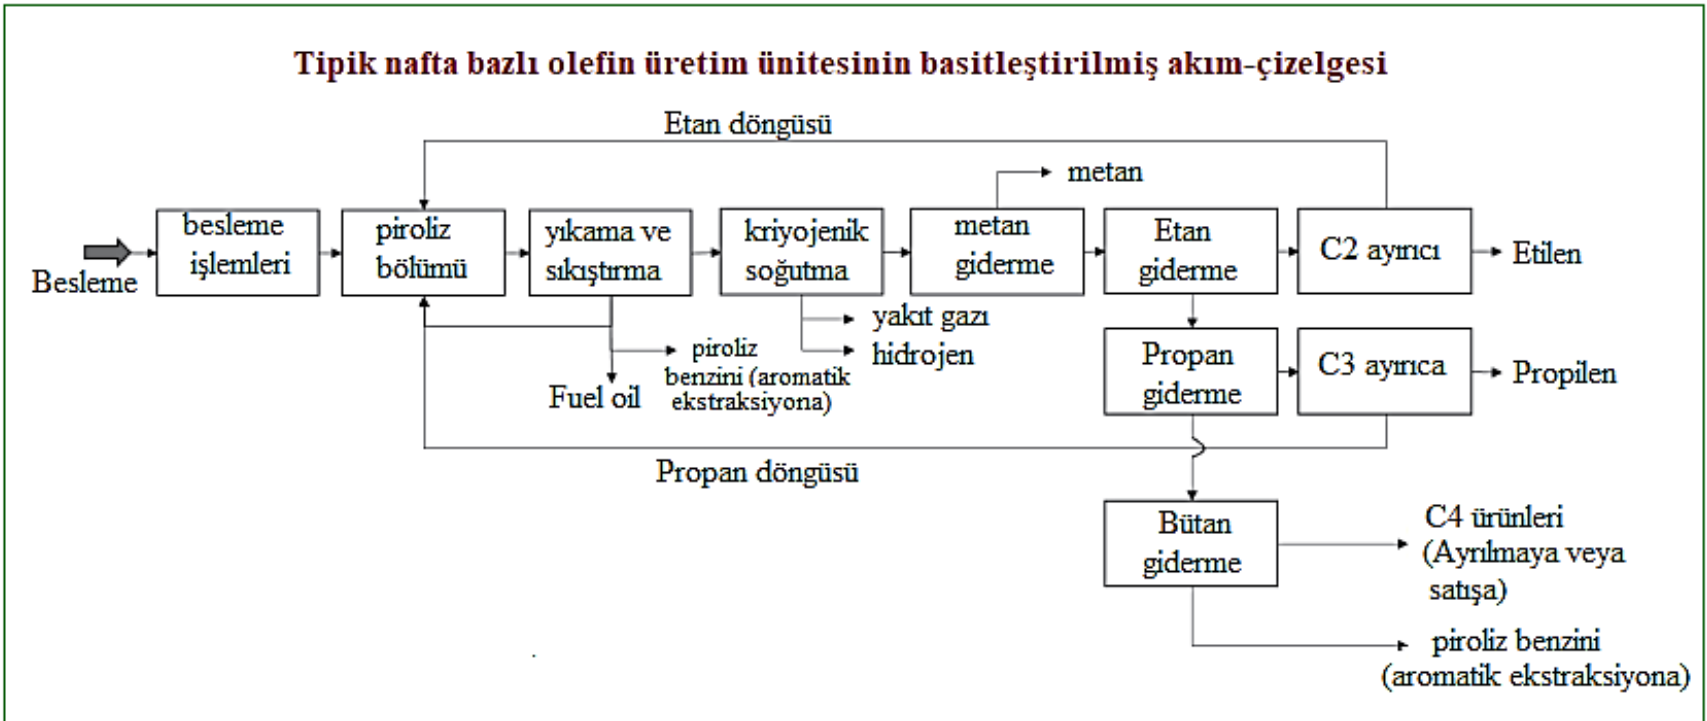 Tipik nafta bazlı olefin üretim ünitesinin basitleştirilmiş akım-çizelgesi
Etan döngüsü
metan
Besleme
besleme
işlemleri
piroliz
bölümü
yıkama ve
sıkıştırma
kriyojenik
soğutma
metan
giderme
Etan
giderme
C2 ayırıcı
Etilen
yakıt gazı
hidrojen
piroliz
benzini (aromatik
ekstraksiyona)
Fuel oil
Propan
giderme
C3 ayırıca
Propilen
Propan döngüsü
Bütan
giderme
C4 ürünleri
(Ayrılmaya veya
satışa)
piroliz benzini
(aromatik ekstraksiyona)